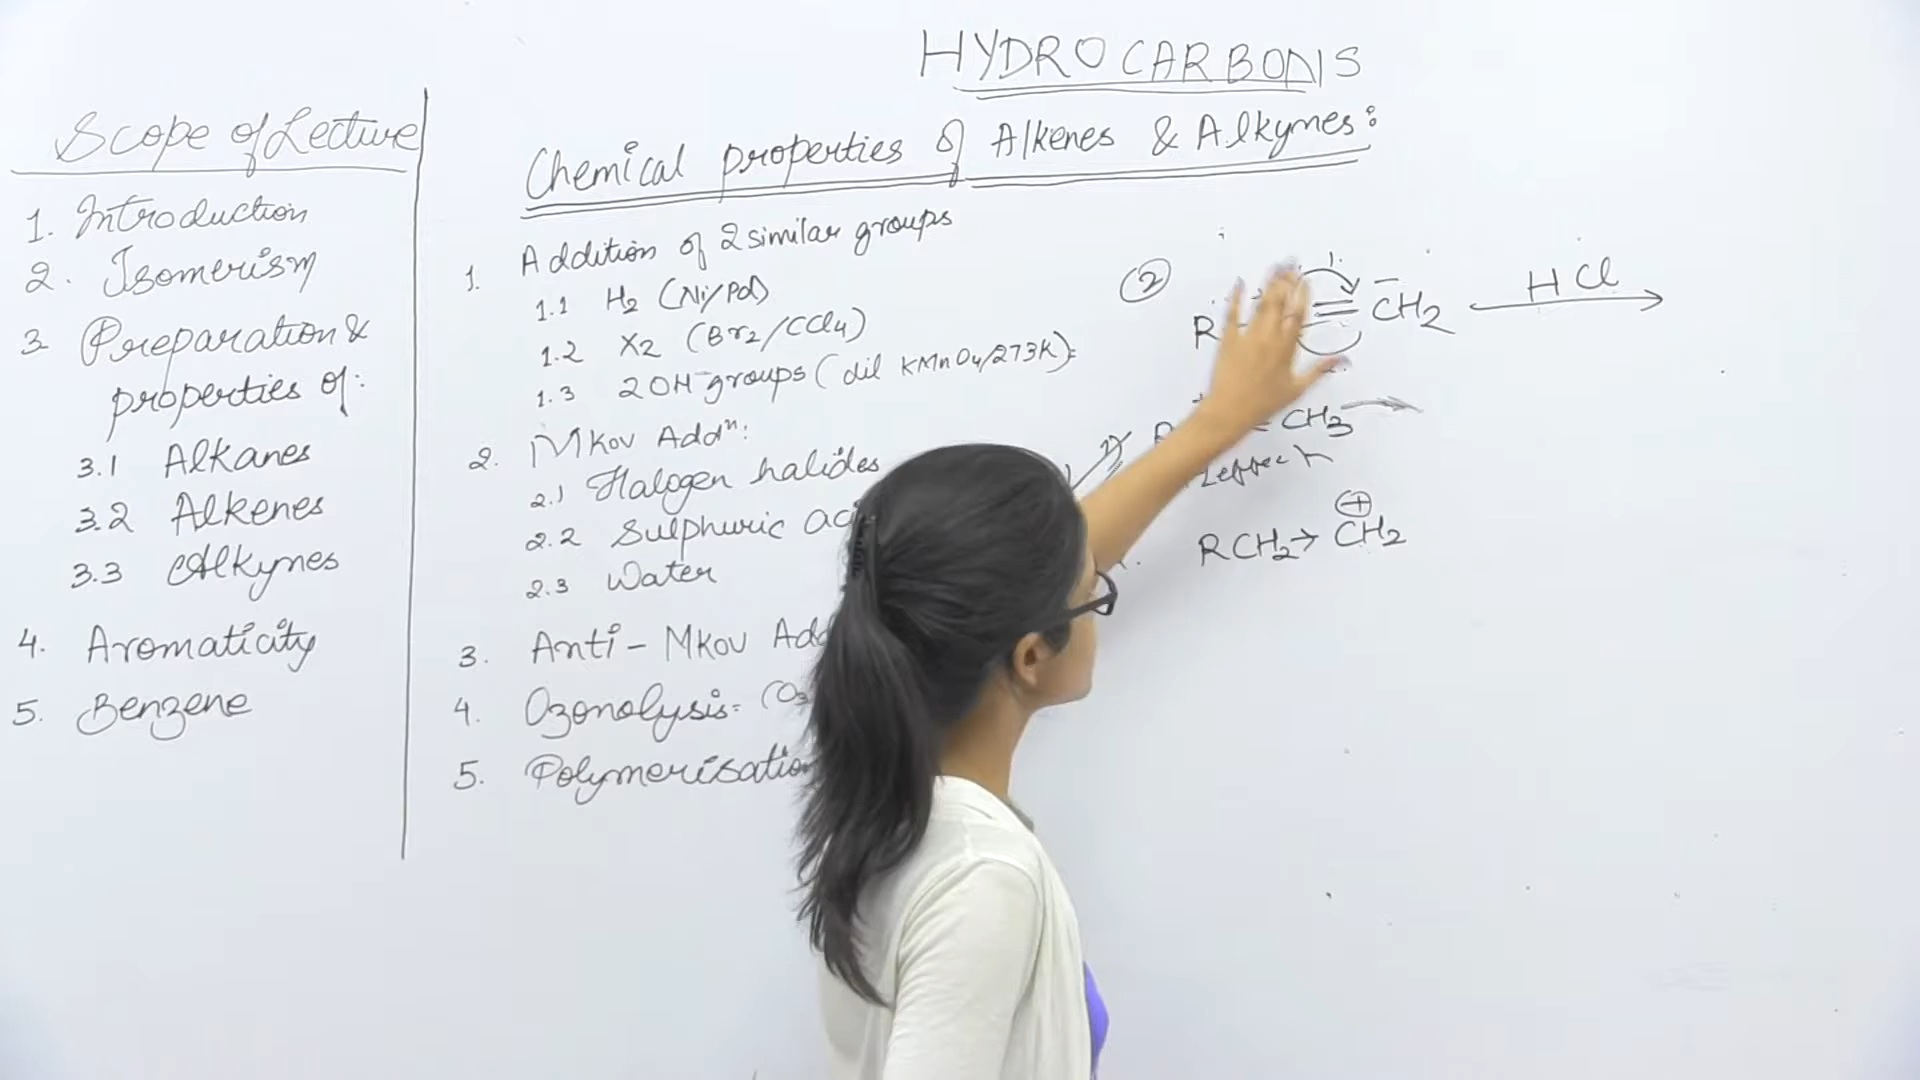 HYDROCARBONS
Scope of Lecture
Chemical properties of Alkenes & Alkynes:
1. Introduction
2. Isomerism
3 Preparation &
properties of:
3.1 Alkanes
3.2 Alkenes
3.3 Alkynes
4. Aromaticity
5. Benzene
1. Addition of 2 similar groups
1.1 H2 (Ni/Pd)
1.2 X2 (Br2/CCl4)
1.3 2OH groups (dil KMnO4/273K):
2. Mkov Addn:
2.1 Halogen halides
2.2 Sulphuric
2.3 Water
3. Anti-Mkov
4. Ozonolysis= (O3
5. Polymerisation
② R CH2 HCl
CH3
RCH2→ CH2 ⊕